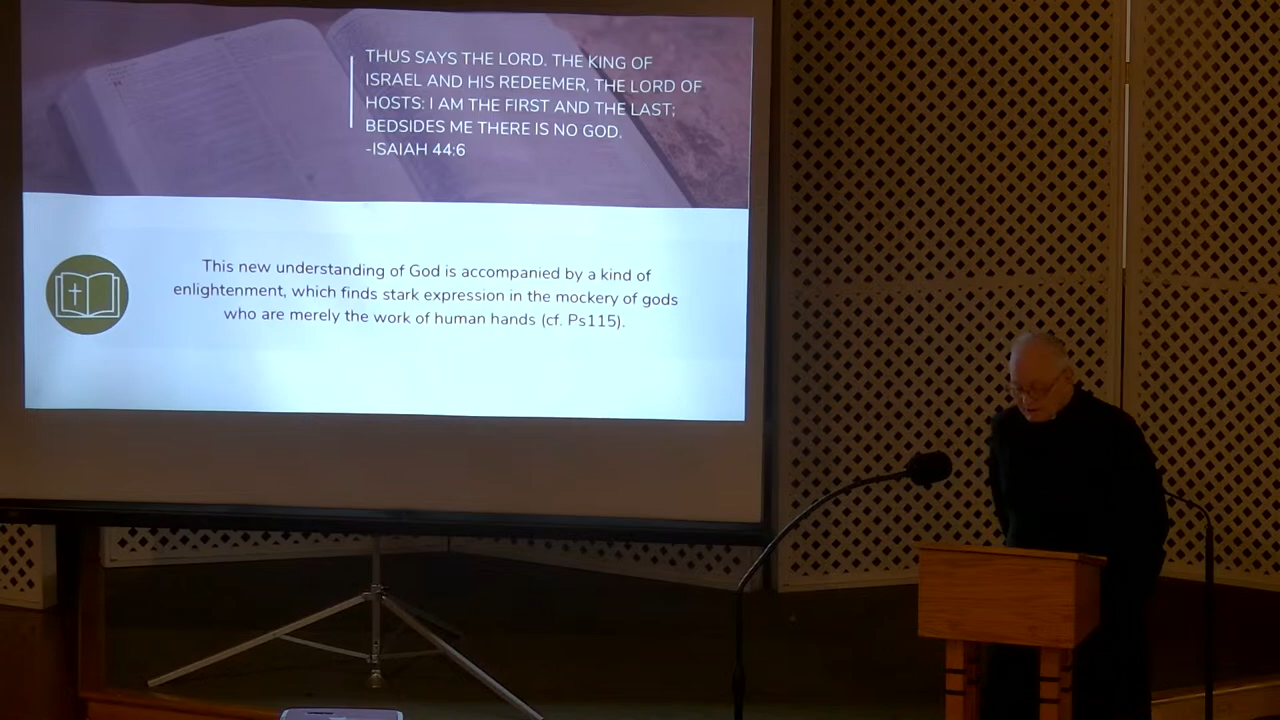 THUS SAYS THE LORD. THE KING OF
ISRAEL AND HIS REDEEMER, THE LORD OF
HOSTS: I AM THE FIRST AND THE LAST;
BEDSIDES ME THERE IS NO GOD.
-ISAIAH 44:6
This new understanding of God is accompanied by a kind of
enlightenment, which finds stark expression in the mockery of gods
who are merely the work of human hands (cf. Ps115).